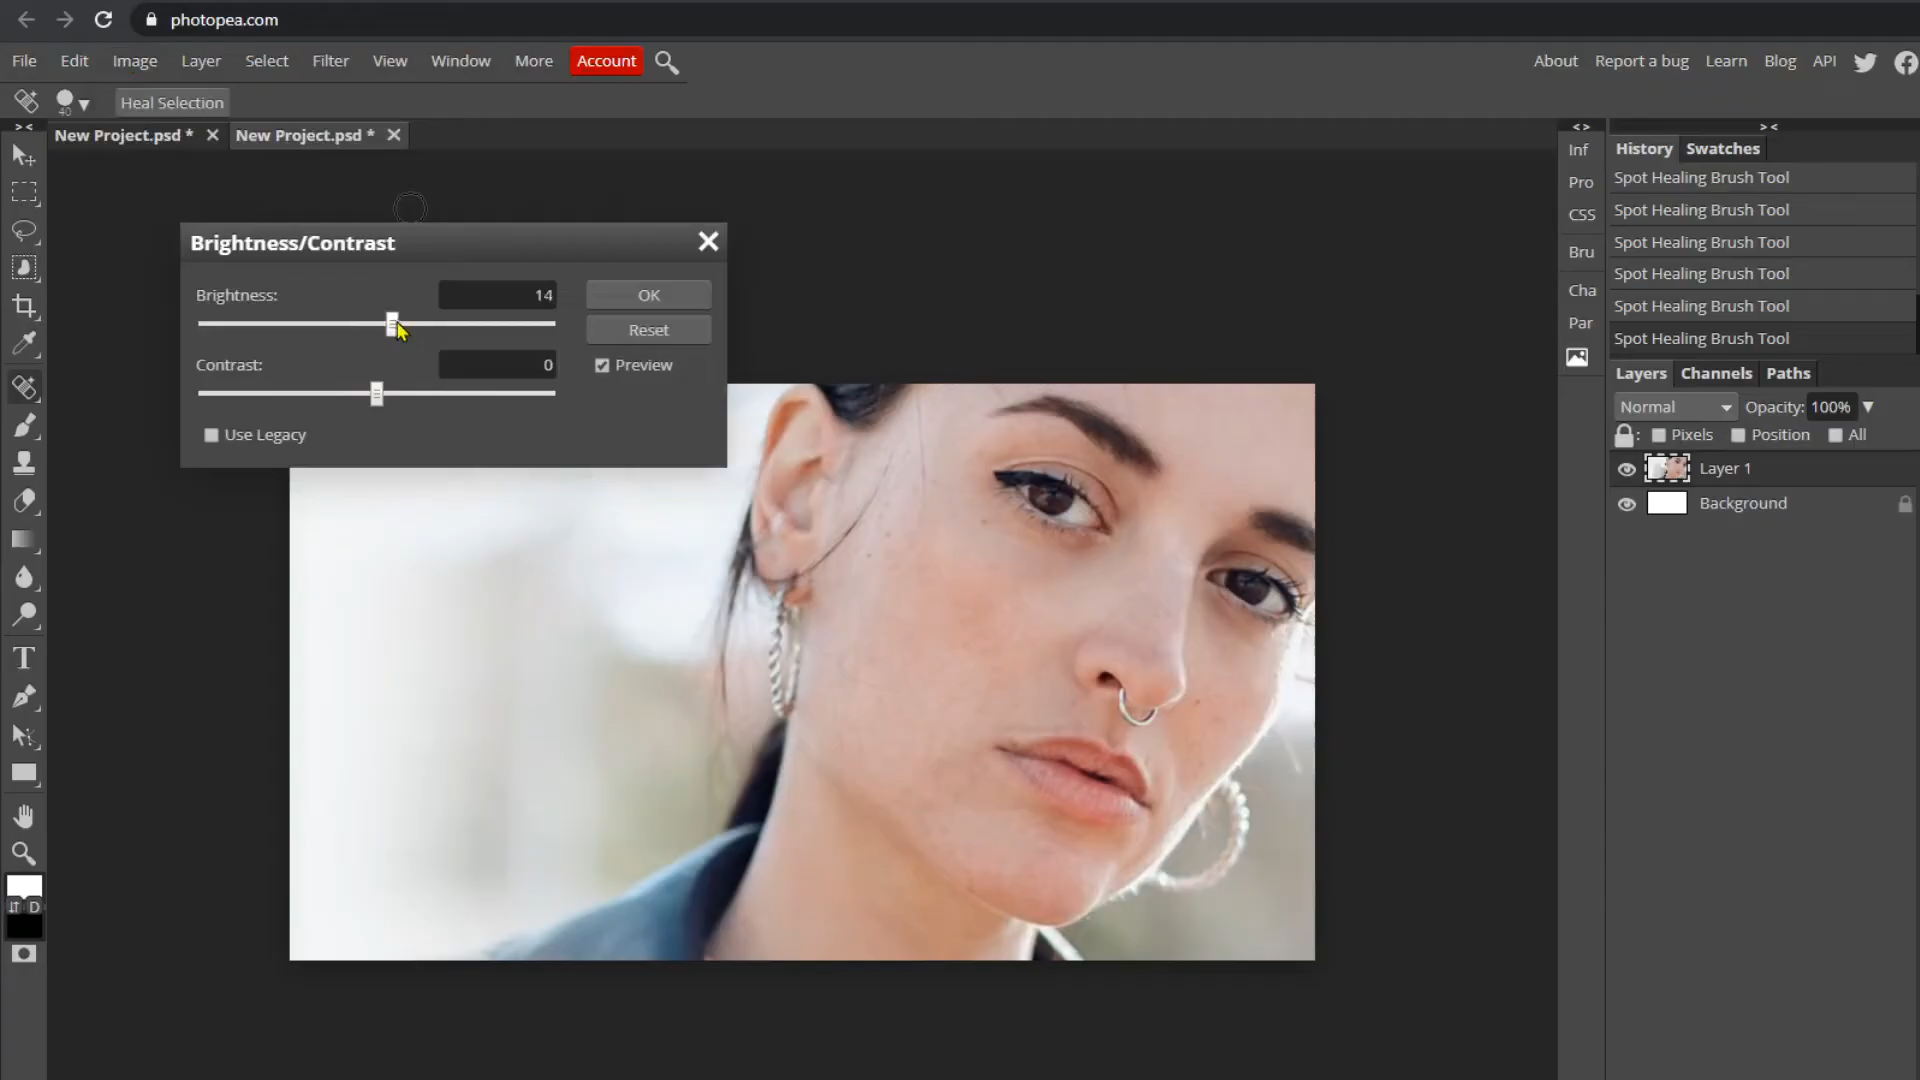 photopea.com
File Edit Image Layer Select Filter View Window More Account About Report a bug Learn Blog API
40 Heal Selection
> < New Project.psd * New Project.psd * < > > <
Inf
Pro
CSS
Bru
Cha
Par
History Swatches
Spot Healing Brush Tool
Spot Healing Brush Tool
Spot Healing Brush Tool
Spot Healing Brush Tool
Spot Healing Brush Tool
Spot Healing Brush Tool
Brightness/Contrast
Brightness: 14 OK
Reset
Contrast: 0 Preview
Use Legacy
Layers Channels Paths
Normal Opacity: 100%
: Pixels Position All
Layer 1
Background
T
D